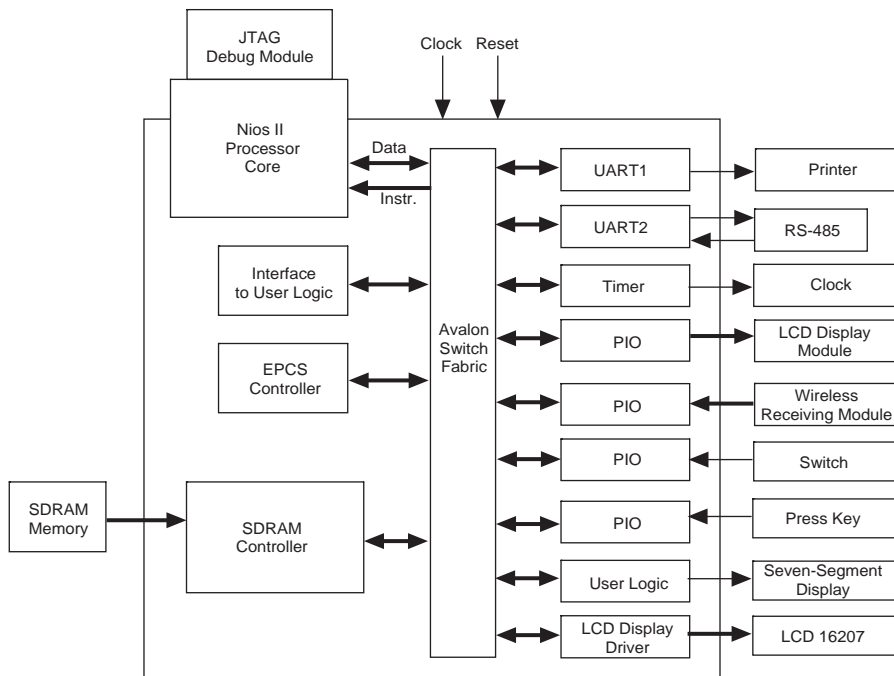 JTAG
Debug Module
Clock
Reset
Nios II
Processor
Core
Data
Instr.
UART1
Printer
UART2
RS-485
Interface
to User Logic
Timer
Clock
Avalon
Switch
Fabric
PIO
LCD Display
Module
EPCS
Controller
PIO
Wireless
Receiving Module
PIO
Switch
SDRAM
Memory
SDRAM
Controller
PIO
Press Key
User Logic
Seven-Segment
Display
LCD Display
Driver
LCD 16207